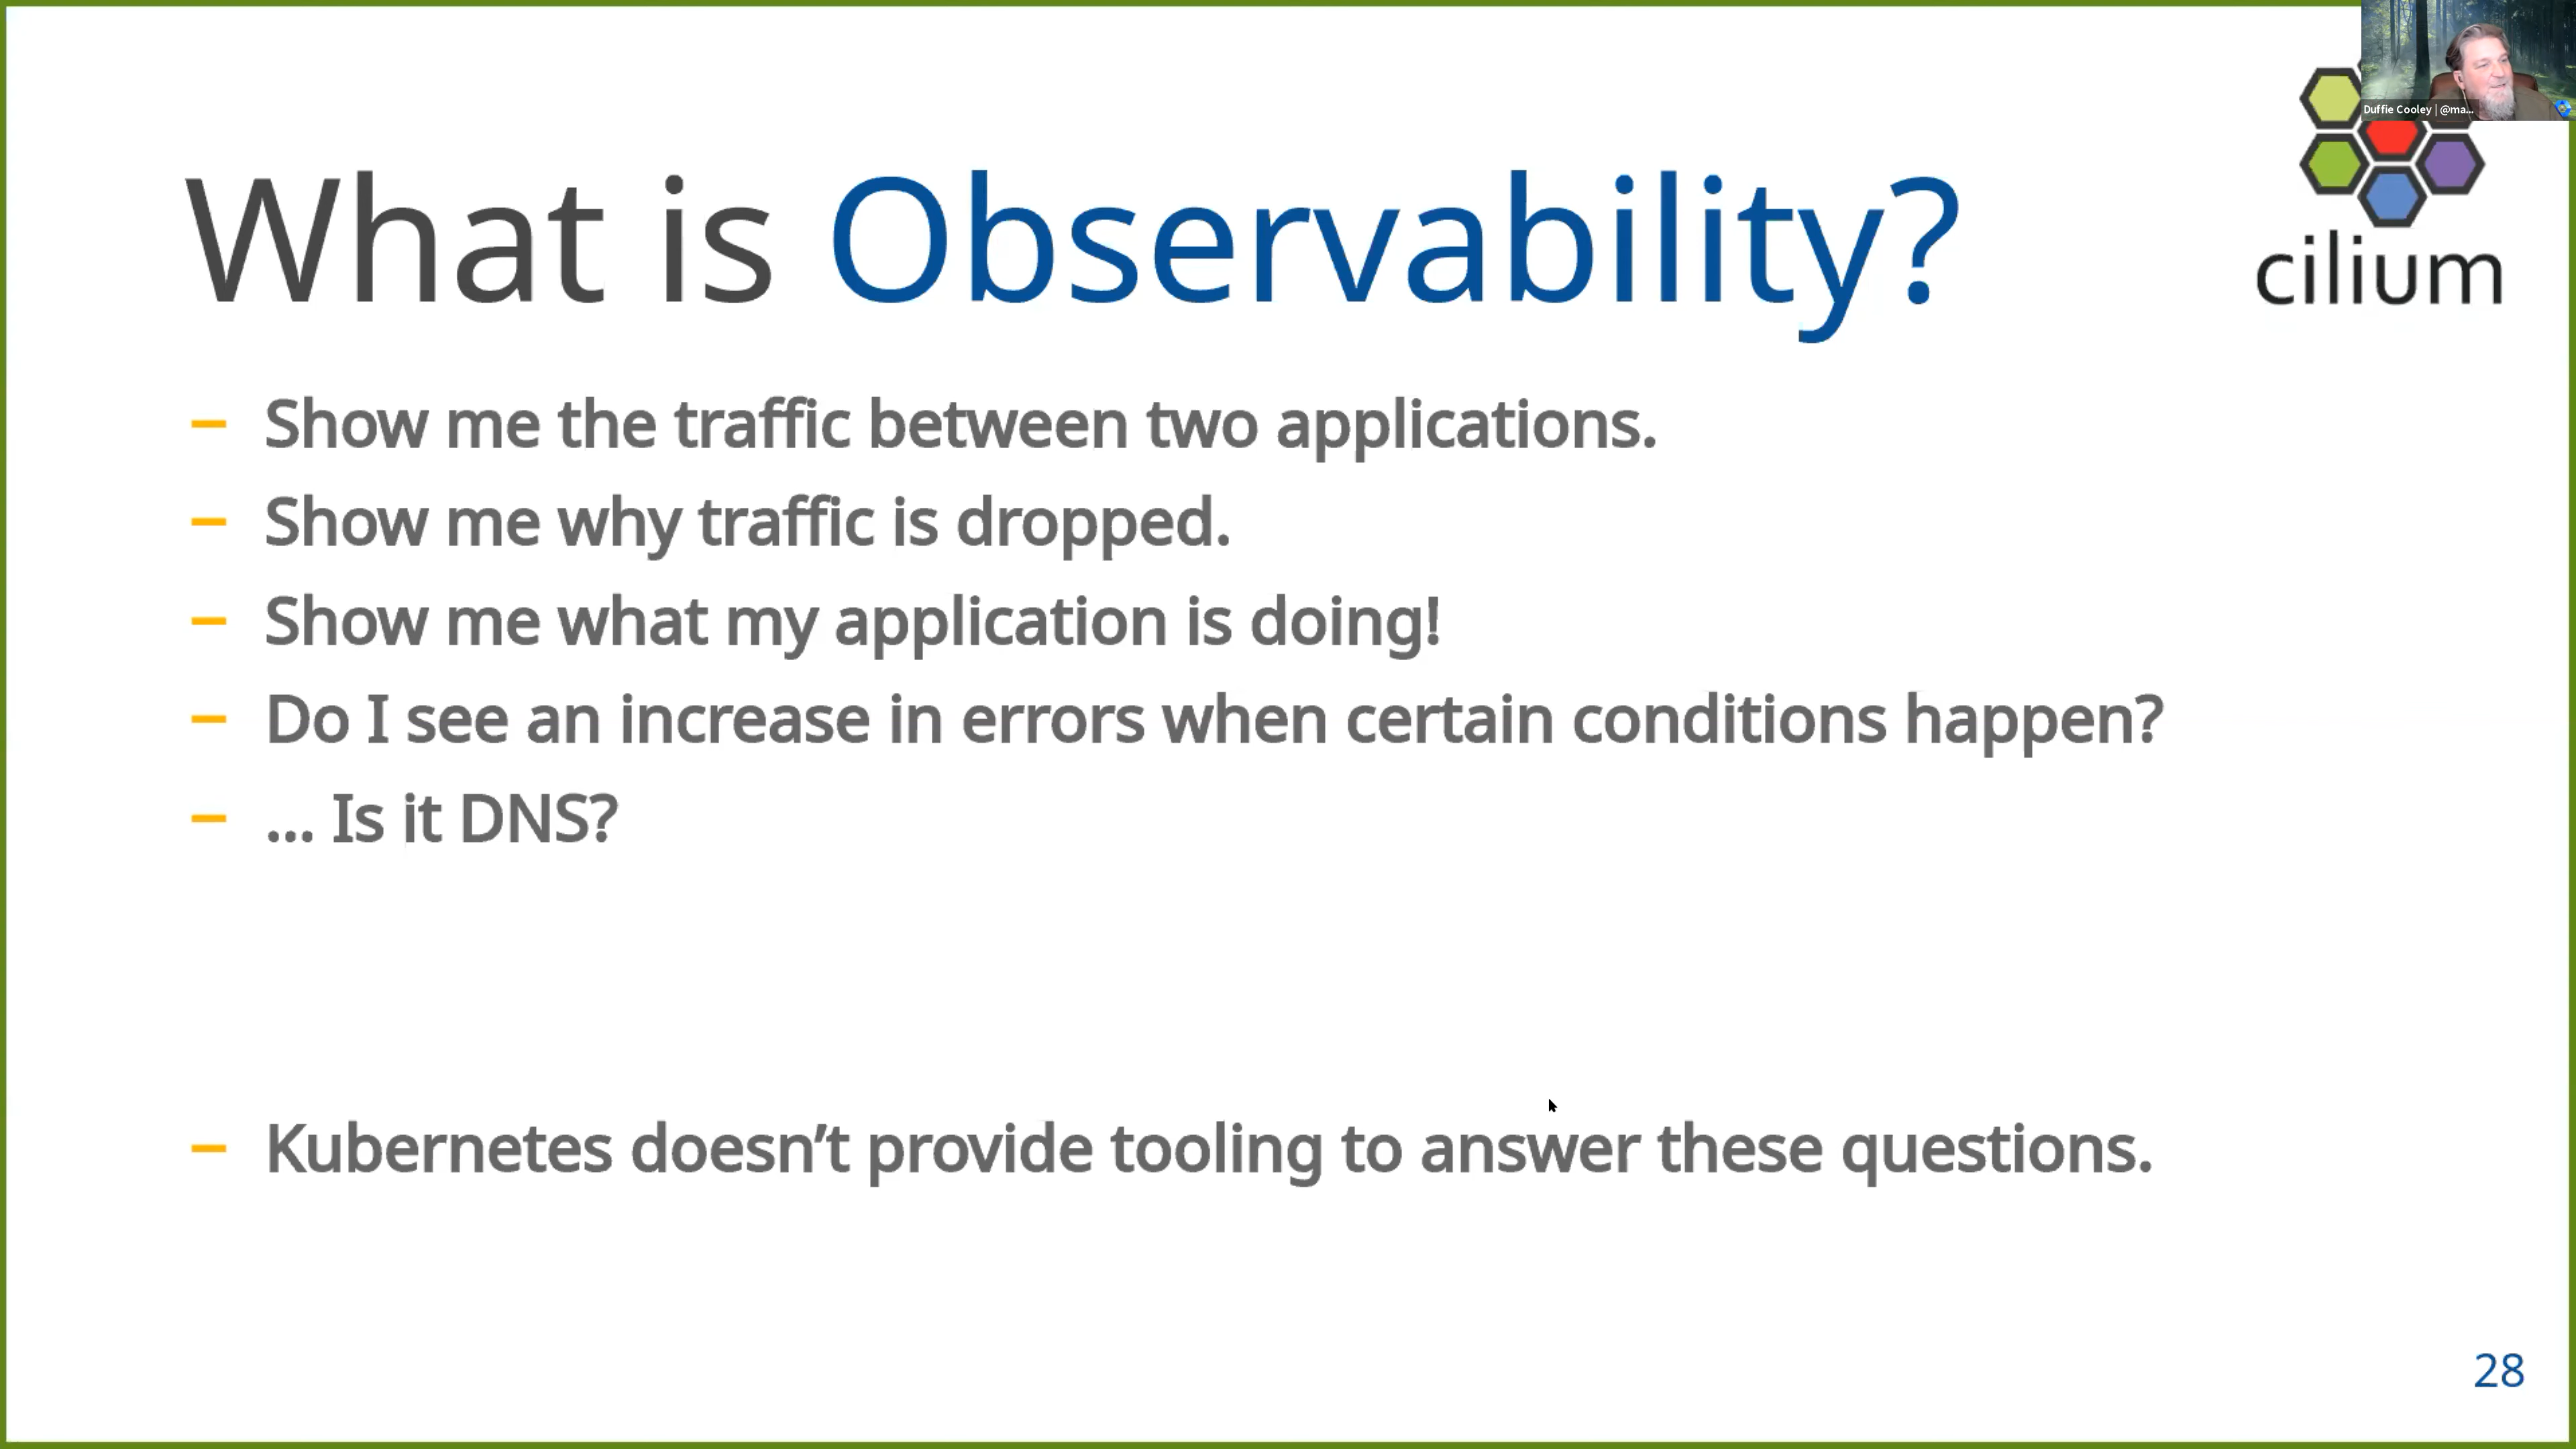 Duffie Cooley | @ma...
What is Observability?
cilium
– Show me the traffic between two applications.
– Show me why traffic is dropped.
– Show me what my application is doing!
– Do I see an increase in errors when certain conditions happen?
– ... Is it DNS?
– Kubernetes doesn’t provide tooling to answer these questions.
28